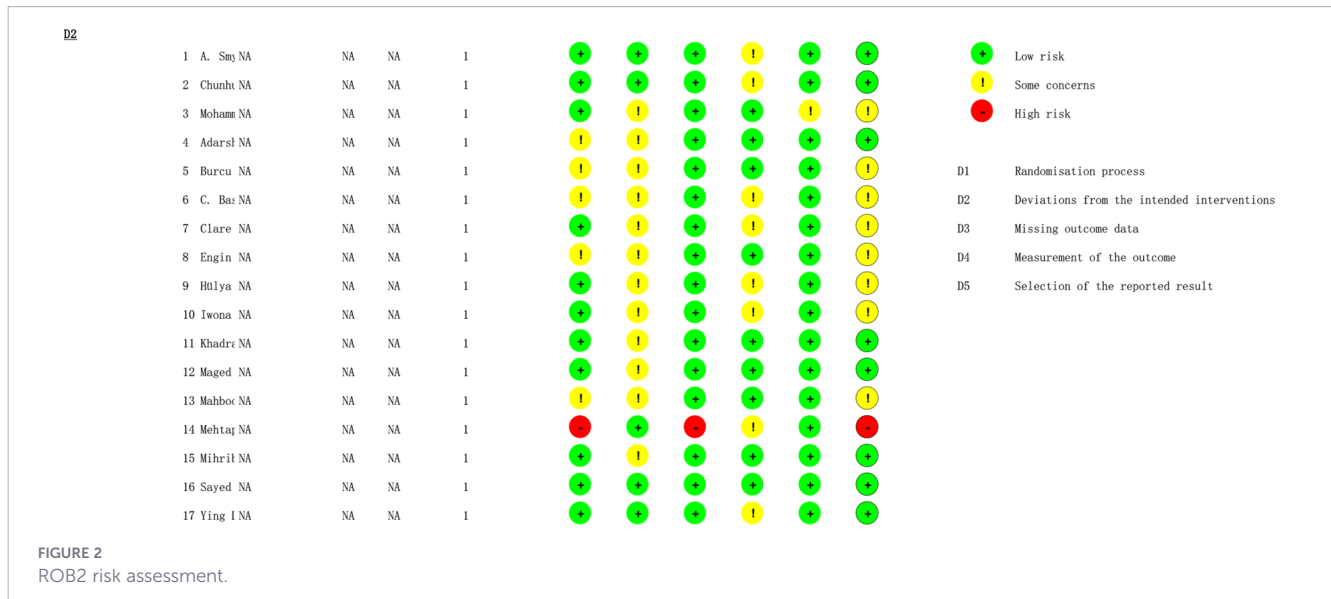 D2
1 A. Smy NA NA NA 1 + + + ! + + + Low risk
2 Chunhu NA NA NA 1 + + + ! + + ! Some concerns
3 Mohamm NA NA NA 1 + ! + + ! ! - High risk
4 Adarsh NA NA NA 1 ! ! + + + +
5 Burcu NA NA NA 1 ! ! + + + ! D1 Randomisation process
6 C. Bas NA NA NA 1 ! ! + ! + ! D2 Deviations from the intended interventions
7 Clare NA NA NA 1 + ! + ! + ! D3 Missing outcome data
8 Engin NA NA NA 1 ! ! + + + ! D4 Measurement of the outcome
9 Hülya NA NA NA 1 + ! + ! + ! D5 Selection of the reported result
10 Iwona NA NA NA 1 + ! + ! + !
11 Khadra NA NA NA 1 + ! + + + +
12 Maged NA NA NA 1 + ! + + + +
13 Mahboo NA NA NA 1 ! ! + + + !
14 Mehtap NA NA NA 1 - + - ! + -
15 Mihrib NA NA NA 1 + ! + + + +
16 Sayed NA NA NA 1 + + + + + +
17 Ying NA NA NA 1 + + + ! + +
FIGURE 2
ROB2 risk assessment.